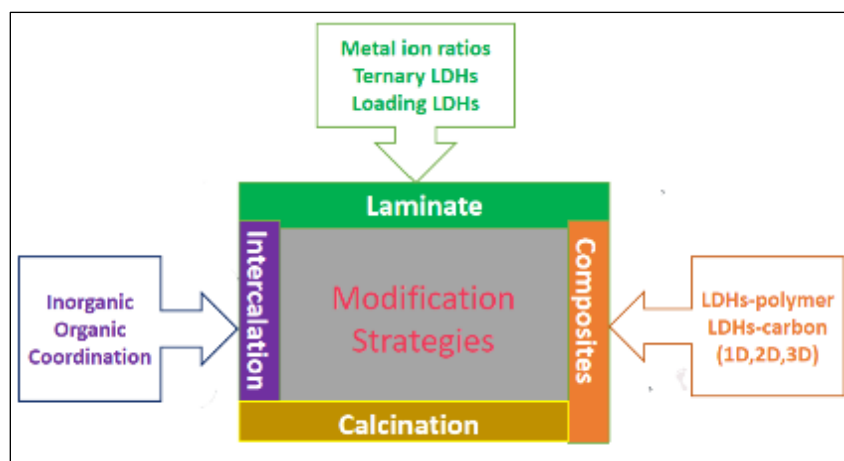 Metal ion ratios
Ternary LDHs
Loading LDHs
Laminate
Intercalation
Inorganic
Organic
Coordination
Modification
Strategies
Composites
LDHs-polymer
LDHs-carbon
(1D,2D,3D)
Calcination